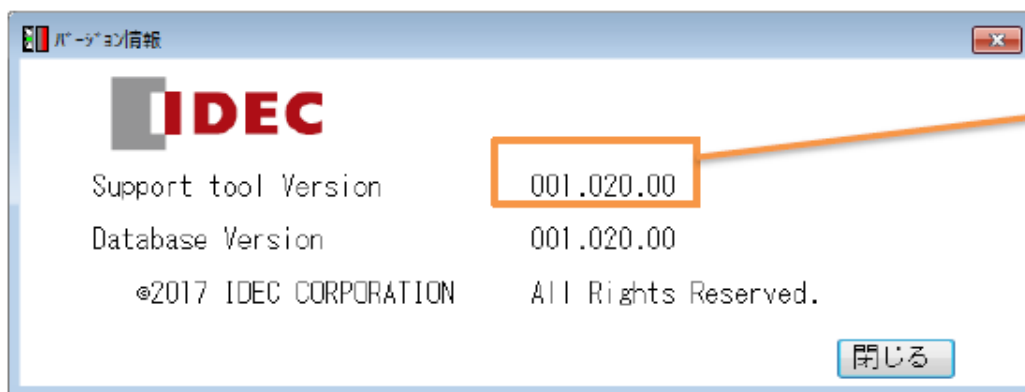 ﾊﾞｰｼﾞｮﾝ情報
IDEC
Support tool Version 001.020.00
Database Version 001.020.00
©2017 IDEC CORPORATION All Rights Reserved.
閉じる